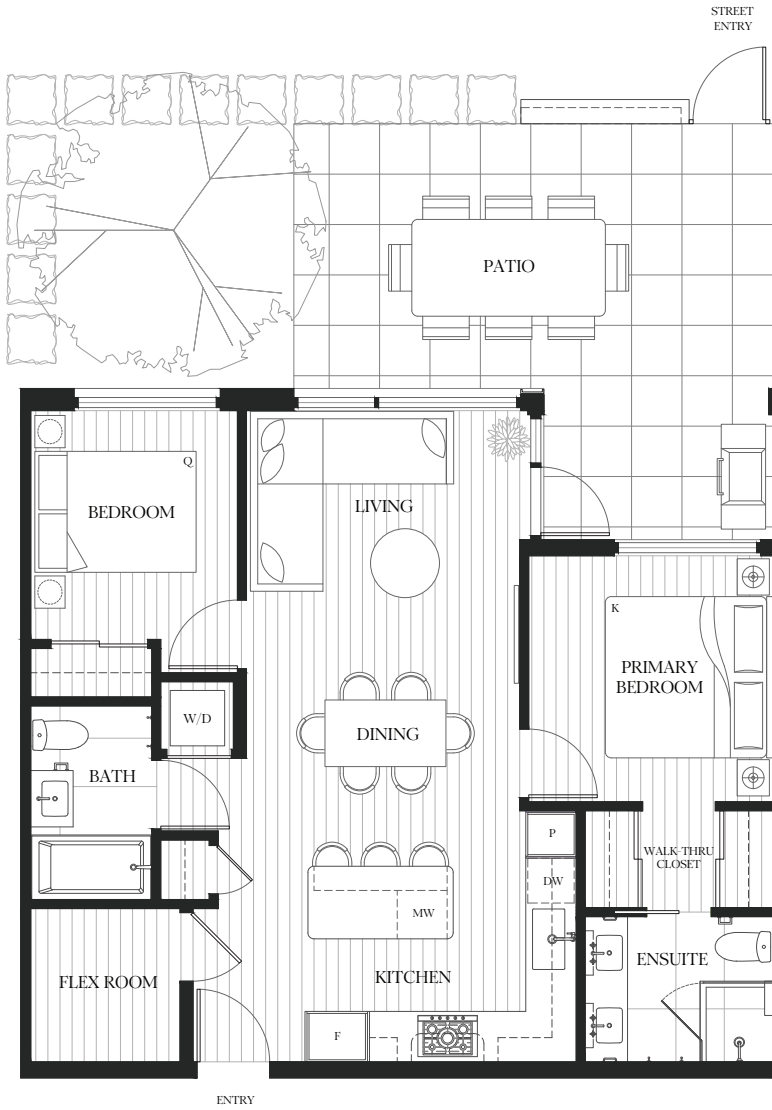 STREET
ENTRY
PATIO
Q
BEDROOM
LIVING
K
PRIMARY
BEDROOM
W/D
DINING
BATH
P
WALK-THRU
CLOSET
DW
MW
ENSUITE
KITCHEN
FLEX ROOM
F
ENTRY